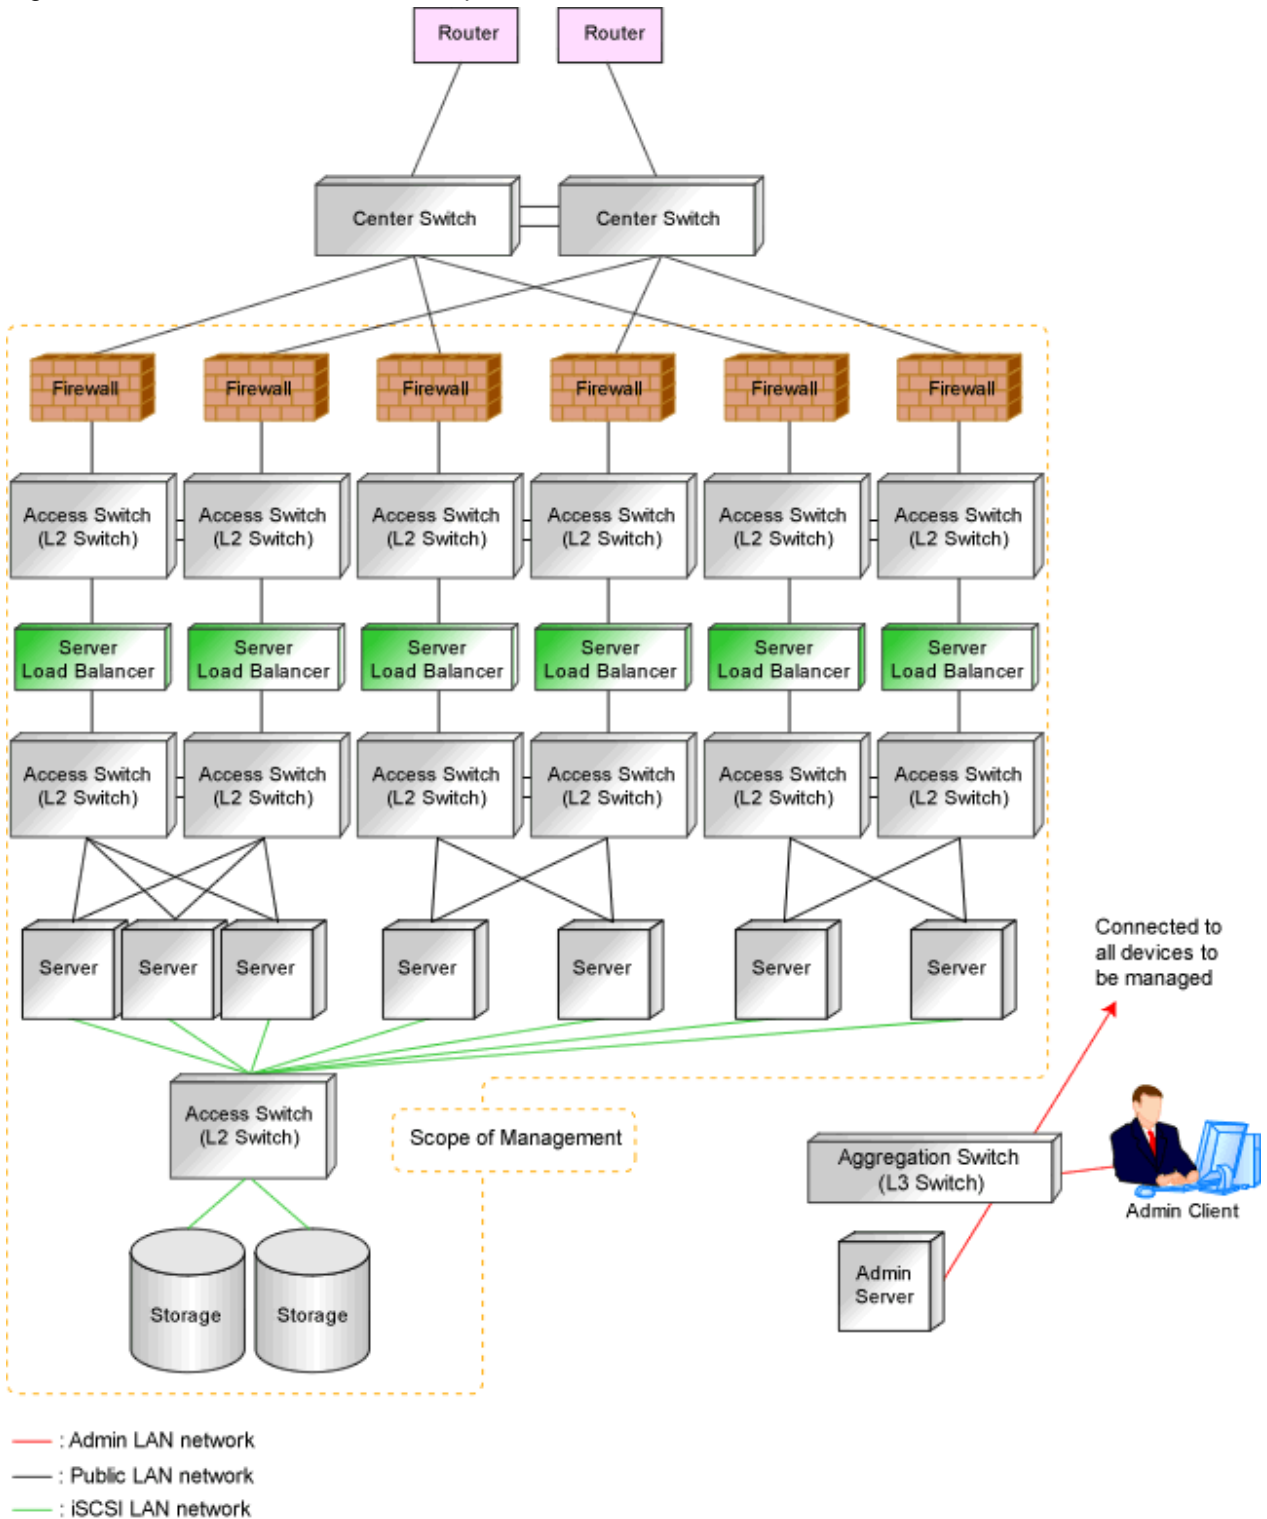 Router
Router
Center Switch
Center Switch
Firewall
Firewall
Firewall
Firewall
Firewall
Firewall
Access Switch
(L2 Switch)
Access Switch
(L2 Switch)
Access Switch
(L2 Switch)
Access Switch
(L2 Switch)
Access Switch
(L2 Switch)
Access Switch
(L2 Switch)
Server
Load Balancer
Server
Load Balancer
Server
Load Balancer
Server
Load Balancer
Server
Load Balancer
Server
Load Balancer
Access Switch
(L2 Switch)
Access Switch
(L2 Switch)
Access Switch
(L2 Switch)
Access Switch
(L2 Switch)
Access Switch
(L2 Switch)
Access Switch
(L2 Switch)
Server
Server
Server
Server
Server
Server
Server
Connected to
all devices to
be managed
Access Switch
(L2 Switch)
Scope of Management
Aggregation Switch
(L3 Switch)
Admin Client
Admin
Server
Storage
Storage
: Admin LAN network
: Public LAN network
: iSCSI LAN network